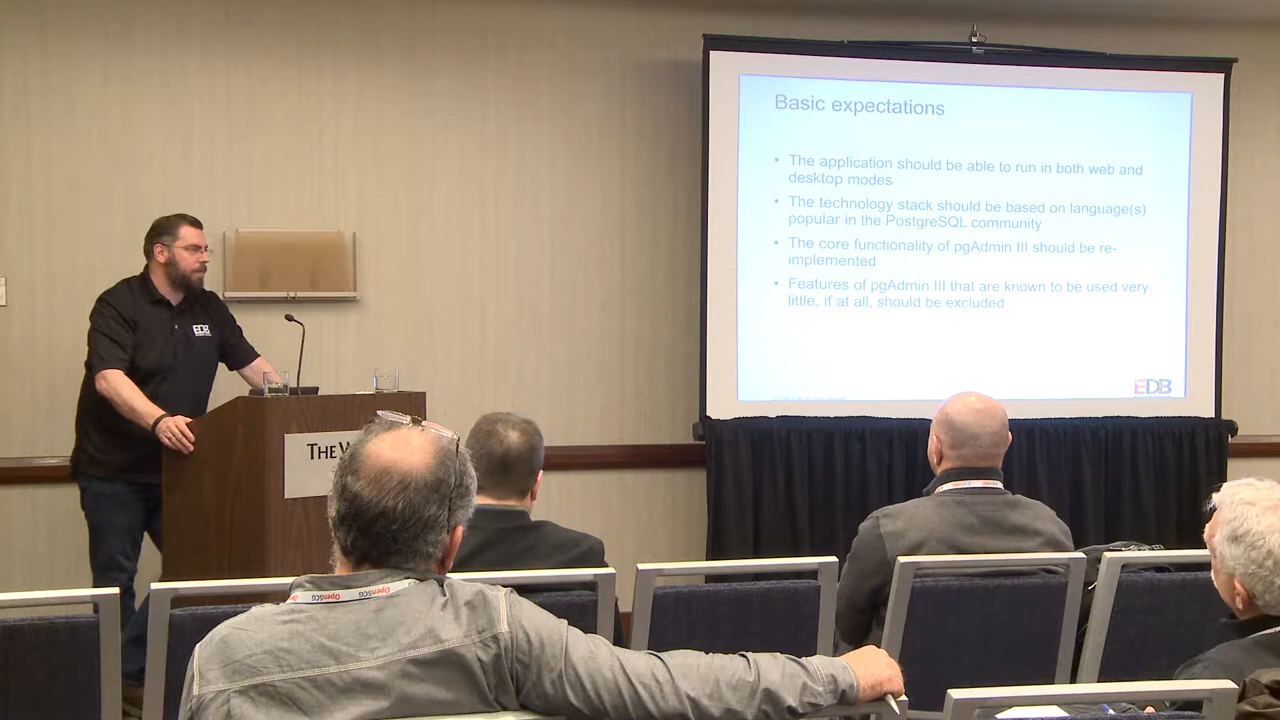 Basic expectations
• The application should be able to run in both web and
desktop modes
• The technology stack should be based on language(s)
popular in the PostgreSQL community
• The core functionality of pgAdmin III should be re-
implemented
• Features of pgAdmin III that are known to be used very
little, if at all, should be excluded
EDB
EDB
THE
OpenSCG OpenSCG